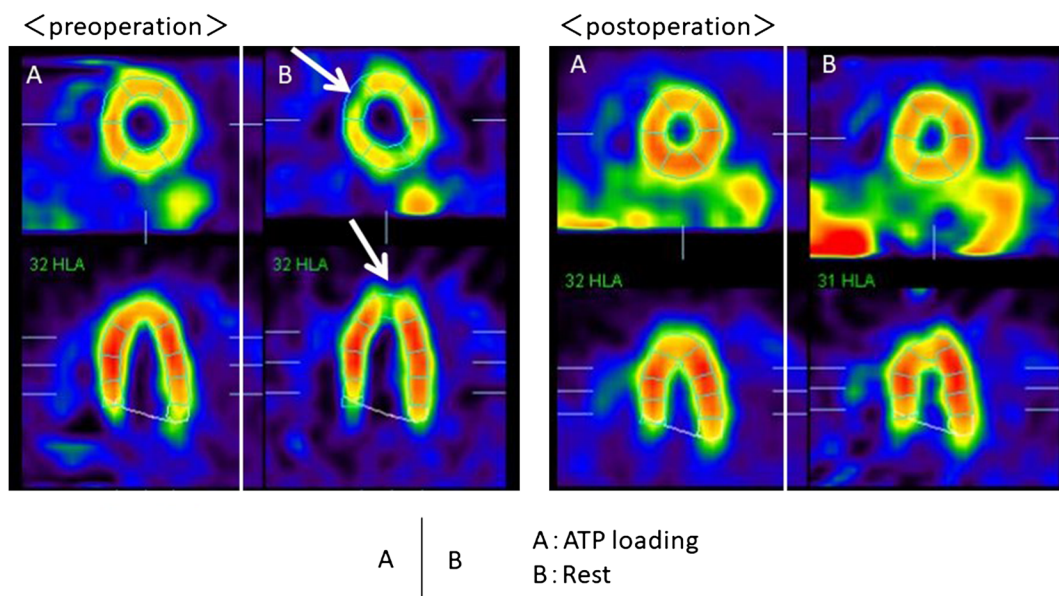 ＜preoperation＞
＜postoperation＞
A
B
A
B
32 HLA
32 HLA
32 HLA
31 HLA
A
B
A：ATP loading
B：Rest